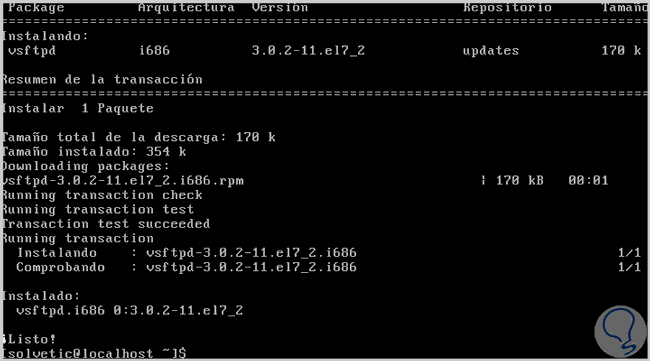 Package Arquitectura Versión Repositorio Tamaño
================================================================================
Instalando:
vsftpd i686 3.0.2-11.el7_2 updates 170 k
Resumen de la transacción
================================================================================
Instalar 1 Paquete
Tamaño total de la descarga: 170 k
Tamaño instalado: 354 k
Downloading packages:
vsftpd-3.0.2-11.el7_2.i686.rpm | 170 kB 00:01
Running transaction check
Running transaction test
Transaction test succeeded
Running transaction
Instalando : vsftpd-3.0.2-11.el7_2.i686 1/1
Comprobando : vsftpd-3.0.2-11.el7_2.i686 1/1
Instalado:
vsftpd.i686 0:3.0.2-11.el7_2
¡Listo!
[solvetic@localhost ~]$